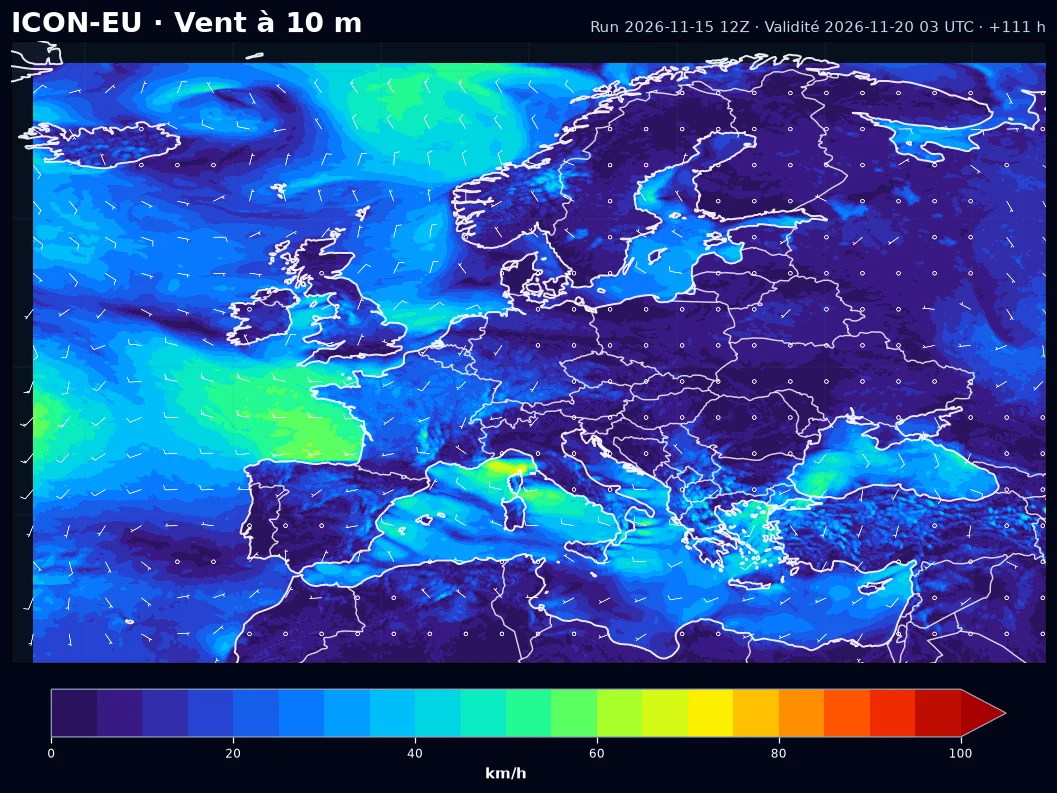 ICON-EU · Vent à 10 m
Run 2026-11-15 12Z · Validité 2026-11-20 03 UTC · +111 h
0 20 40 60 80 100
km/h